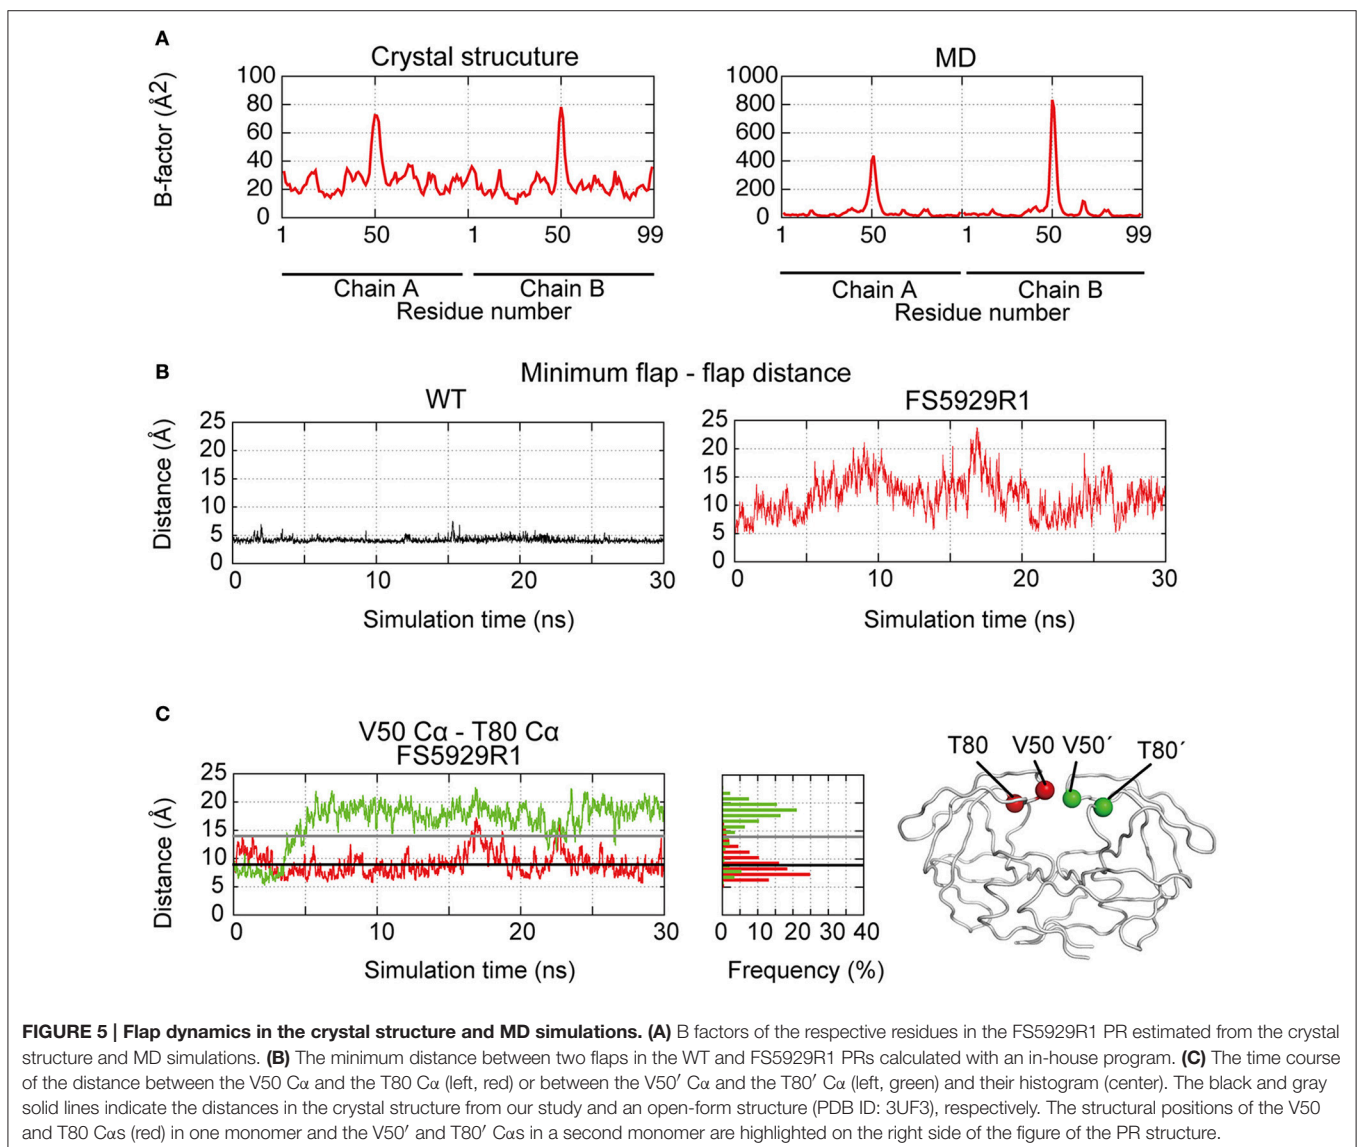 A
Crystal strucuture
MD
B-factor (Å2)
100
80
60
40
20
0
1 50 1 50 99
Chain A Chain B
Residue number
1000
800
600
400
200
0
1 50 1 50 99
Chain A Chain B
Residue number
B
Minimum flap - flap distance
WT
FS5929R1
Distance (Å)
25
20
15
10
5
0
0 10 20 30
Simulation time (ns)
25
20
15
10
5
0
0 10 20 30
Simulation time (ns)
C
V50 Cα - T80 Cα
FS5929R1
Distance (Å)
25
20
15
10
5
0
0 10 20 30
Simulation time (ns)
0 10 20 30 40
Frequency (%)
T80 V50 V50´ T80´
FIGURE 5 | Flap dynamics in the crystal structure and MD simulations. (A) B factors of the respective residues in the FS5929R1 PR estimated from the crystal
structure and MD simulations. (B) The minimum distance between two flaps in the WT and FS5929R1 PRs calculated with an in-house program. (C) The time course
of the distance between the V50 Cα and the T80 Cα (left, red) or between the V50′ Cα and the T80′ Cα (left, green) and their histogram (center). The black and gray
solid lines indicate the distances in the crystal structure from our study and an open-form structure (PDB ID: 3UF3), respectively. The structural positions of the V50
and T80 Cαs (red) in one monomer and the V50′ and T80′ Cαs in a second monomer are highlighted on the right side of the figure of the PR structure.